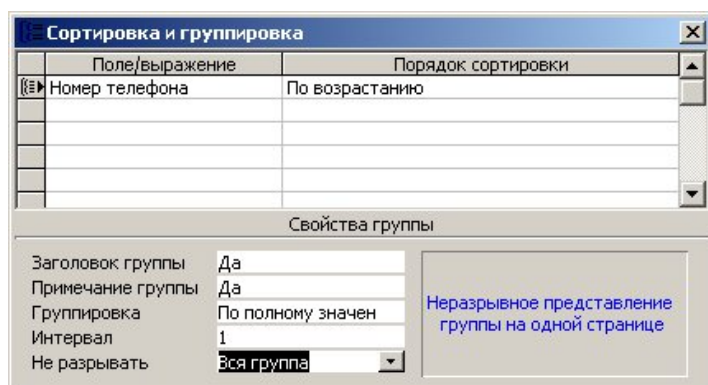 Сортировка и группировка
Поле/выражение Порядок сортировки
Номер телефона По возрастанию
Свойства группы
Заголовок группы Да
Примечание группы Да
Группировка По полному значен
Интервал 1
Не разрывать Вся группа
Неразрывное представление
группы на одной странице